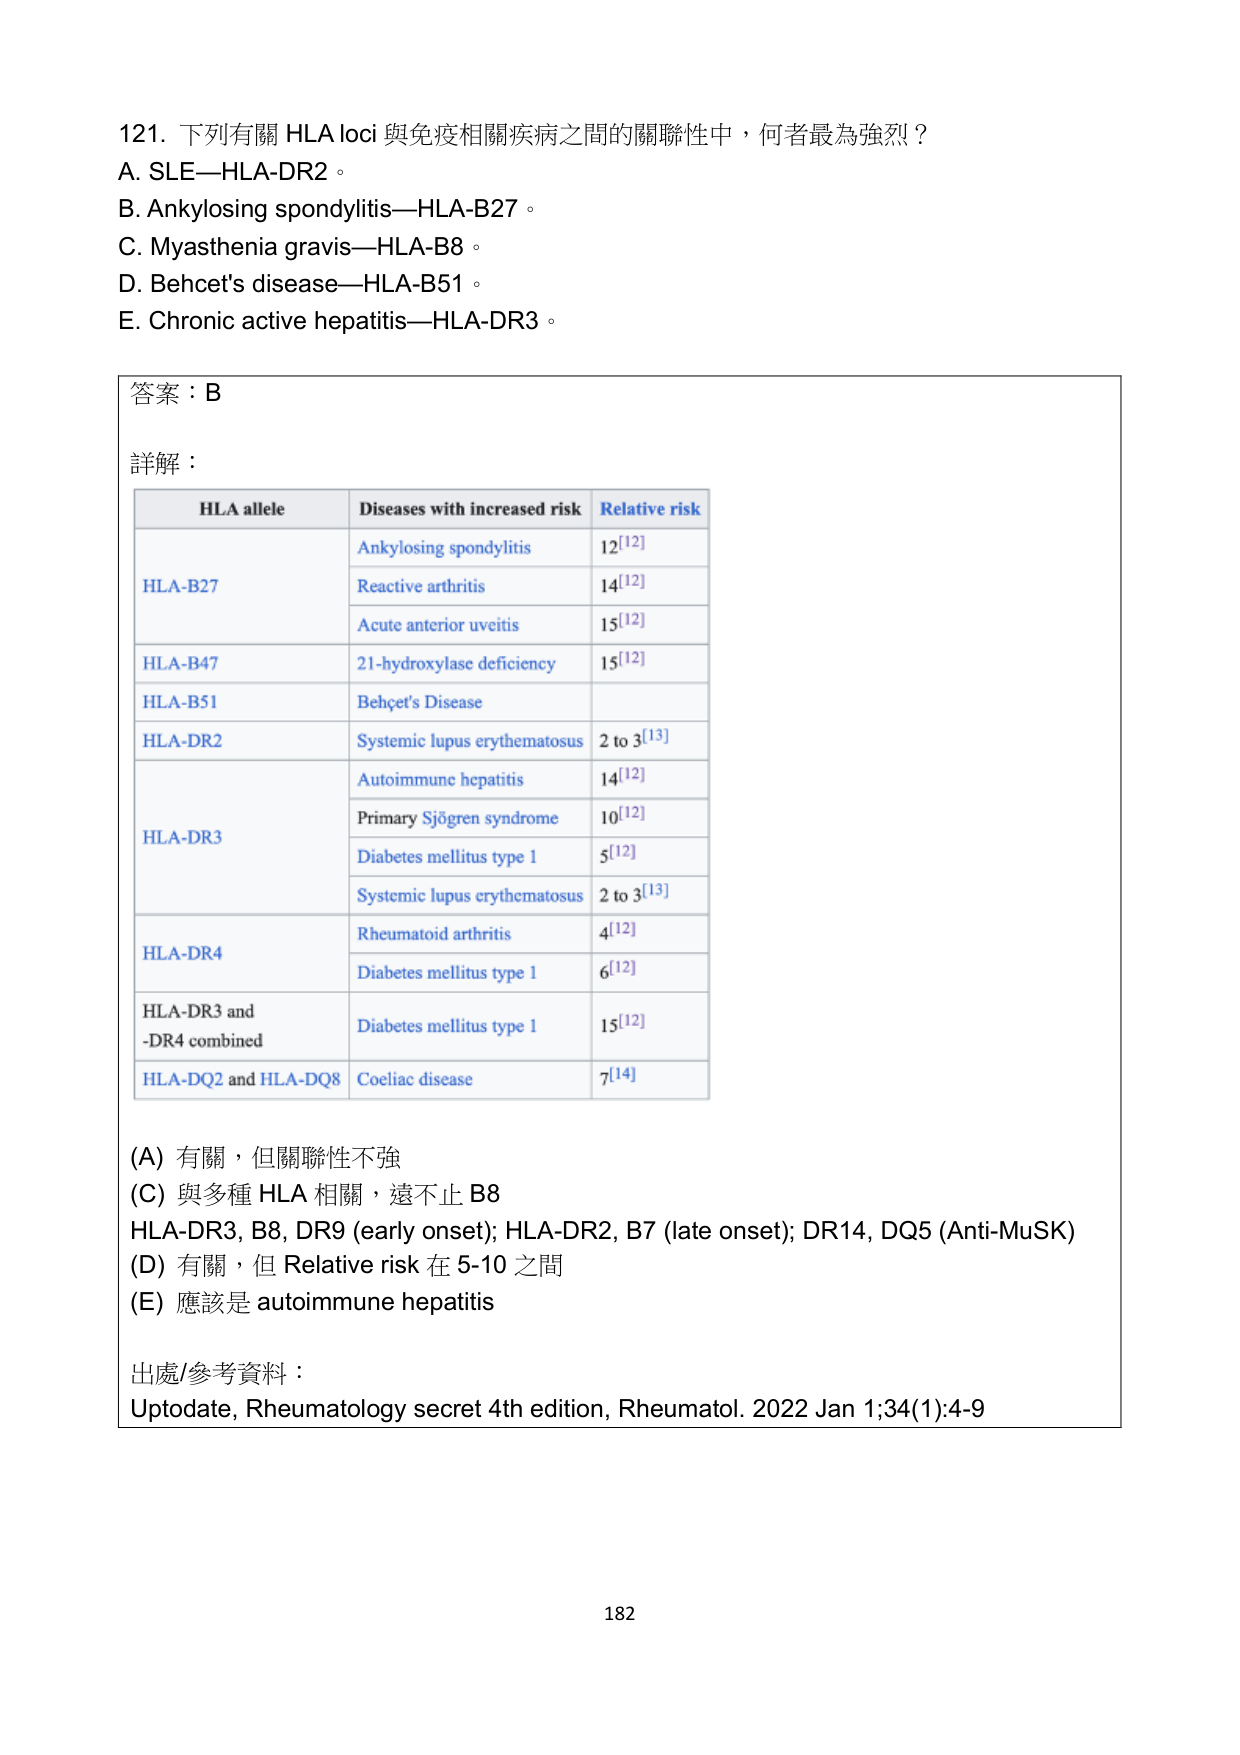 121. 下列有關 HLA loci 與免疫相關疾病之間的關聯性中，何者最為強烈？
A. SLE—HLA-DR2。
B. Ankylosing spondylitis—HLA-B27。
C. Myasthenia gravis—HLA-B8。
D. Behcet's disease—HLA-B51。
E. Chronic active hepatitis—HLA-DR3。
答案：B
詳解：
HLA allele Diseases with increased risk Relative risk
HLA-B27 Ankylosing spondylitis 12[12]
Reactive arthritis 14[12]
Acute anterior uveitis 15[12]
HLA-B47 21-hydroxylase deficiency 15[12]
HLA-B51 Behçet's Disease
HLA-DR2 Systemic lupus erythematosus 2 to 3[13]
HLA-DR3 Autoimmune hepatitis 14[12]
Primary Sjögren syndrome 10[12]
Diabetes mellitus type 1 5[12]
Systemic lupus erythematosus 2 to 3[13]
HLA-DR4 Rheumatoid arthritis 4[12]
Diabetes mellitus type 1 6[12]
HLA-DR3 and
-DR4 combined Diabetes mellitus type 1 15[12]
HLA-DQ2 and HLA-DQ8 Coeliac disease 7[14]
(A) 有關，但關聯性不強
(C) 與多種 HLA 相關，遠不止 B8
HLA-DR3, B8, DR9 (early onset); HLA-DR2, B7 (late onset); DR14, DQ5 (Anti-MuSK)
(D) 有關，但 Relative risk 在 5-10 之間
(E) 應該是 autoimmune hepatitis
出處/參考資料：
Uptodate, Rheumatology secret 4th edition, Rheumatol. 2022 Jan 1;34(1):4-9
182